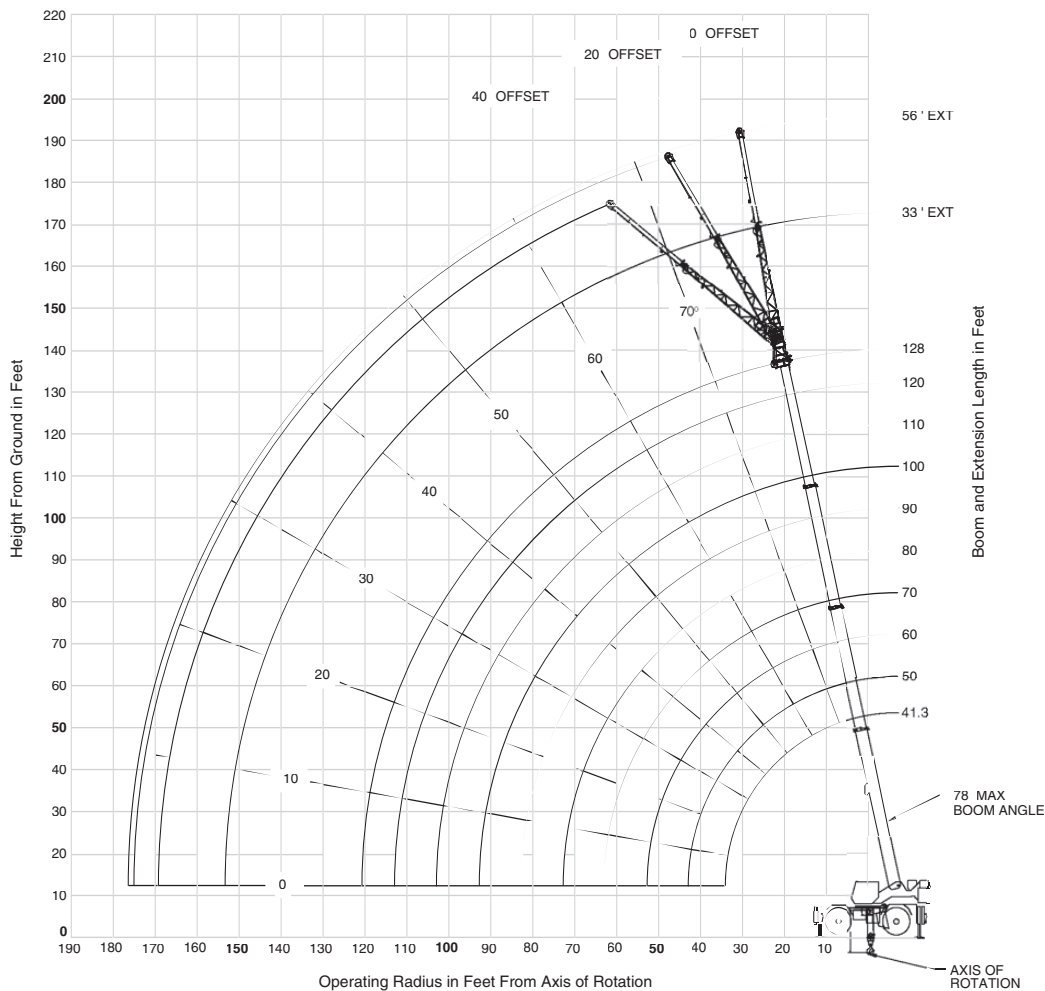 220
0 OFFSET
210
20 OFFSET
200
40 OFFSET
56 ' EXT
190
180
33 ' EXT
170
160
150
70º
140
128
60
130
120
120
50
110
110
100
40
100
90
90
30
80
80
70
70
60
20
60
50
50
41.3
40
10
78 MAX
BOOM ANGLE
30
20
0
10
0
190 180 170 160 150 140 130 120 110 100 90 80 70 60 50 40 30 20 10
Operating Radius in Feet From Axis of Rotation
AXIS OF
ROTATION
Height From Ground in Feet
Boom and Extension Length in Feet